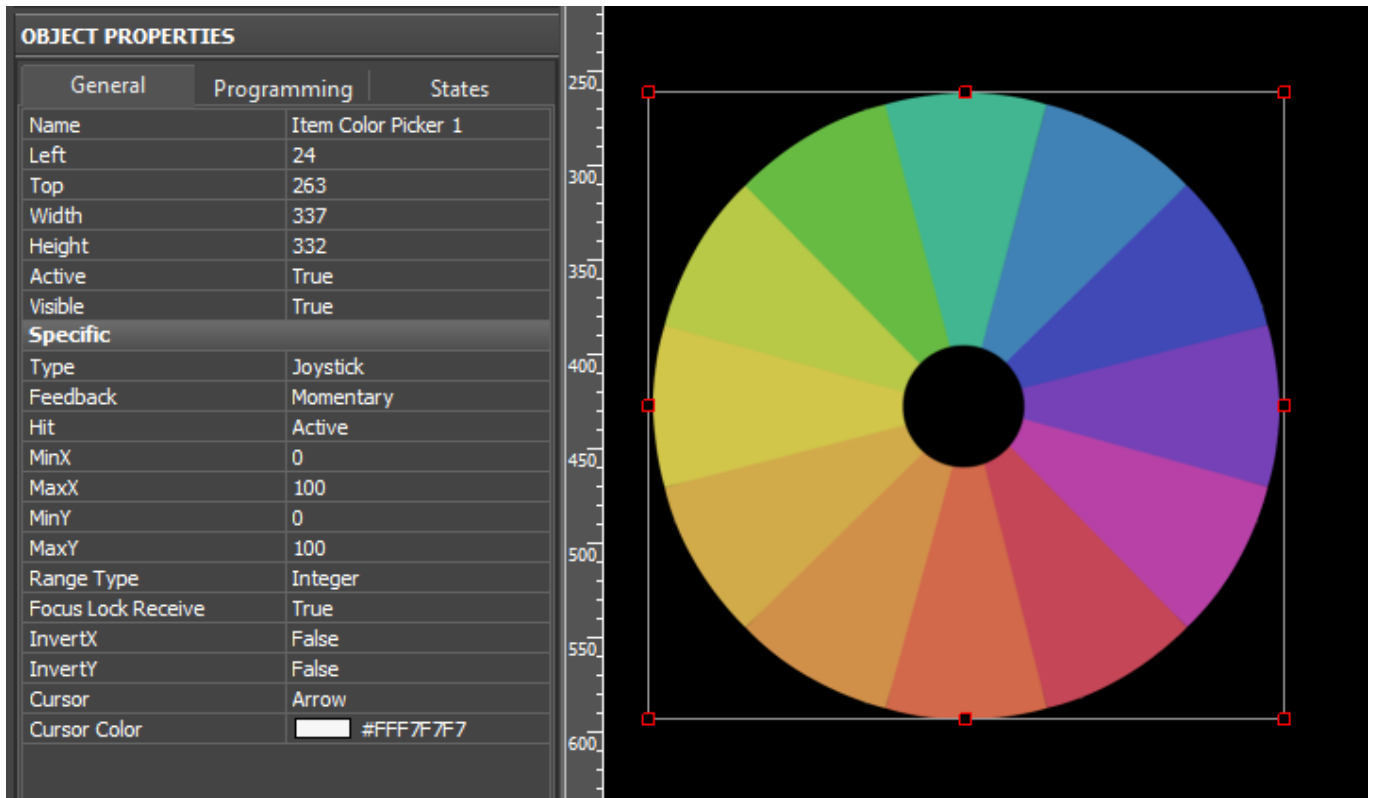 OBJECT PROPERTIES
General Programming States
Name Item Color Picker 1
Left 24
Top 263
Width 337
Height 332
Active True
Visible True
Specific
Type Joystick
Feedback Momentary
Hit Active
MinX 0
MaxX 100
MinY 0
MaxY 100
Range Type Integer
Focus Lock Receive True
InvertX False
InvertY False
Cursor Arrow
Cursor Color #FFF7F7F7
250
300
350
400
450
500
550
600